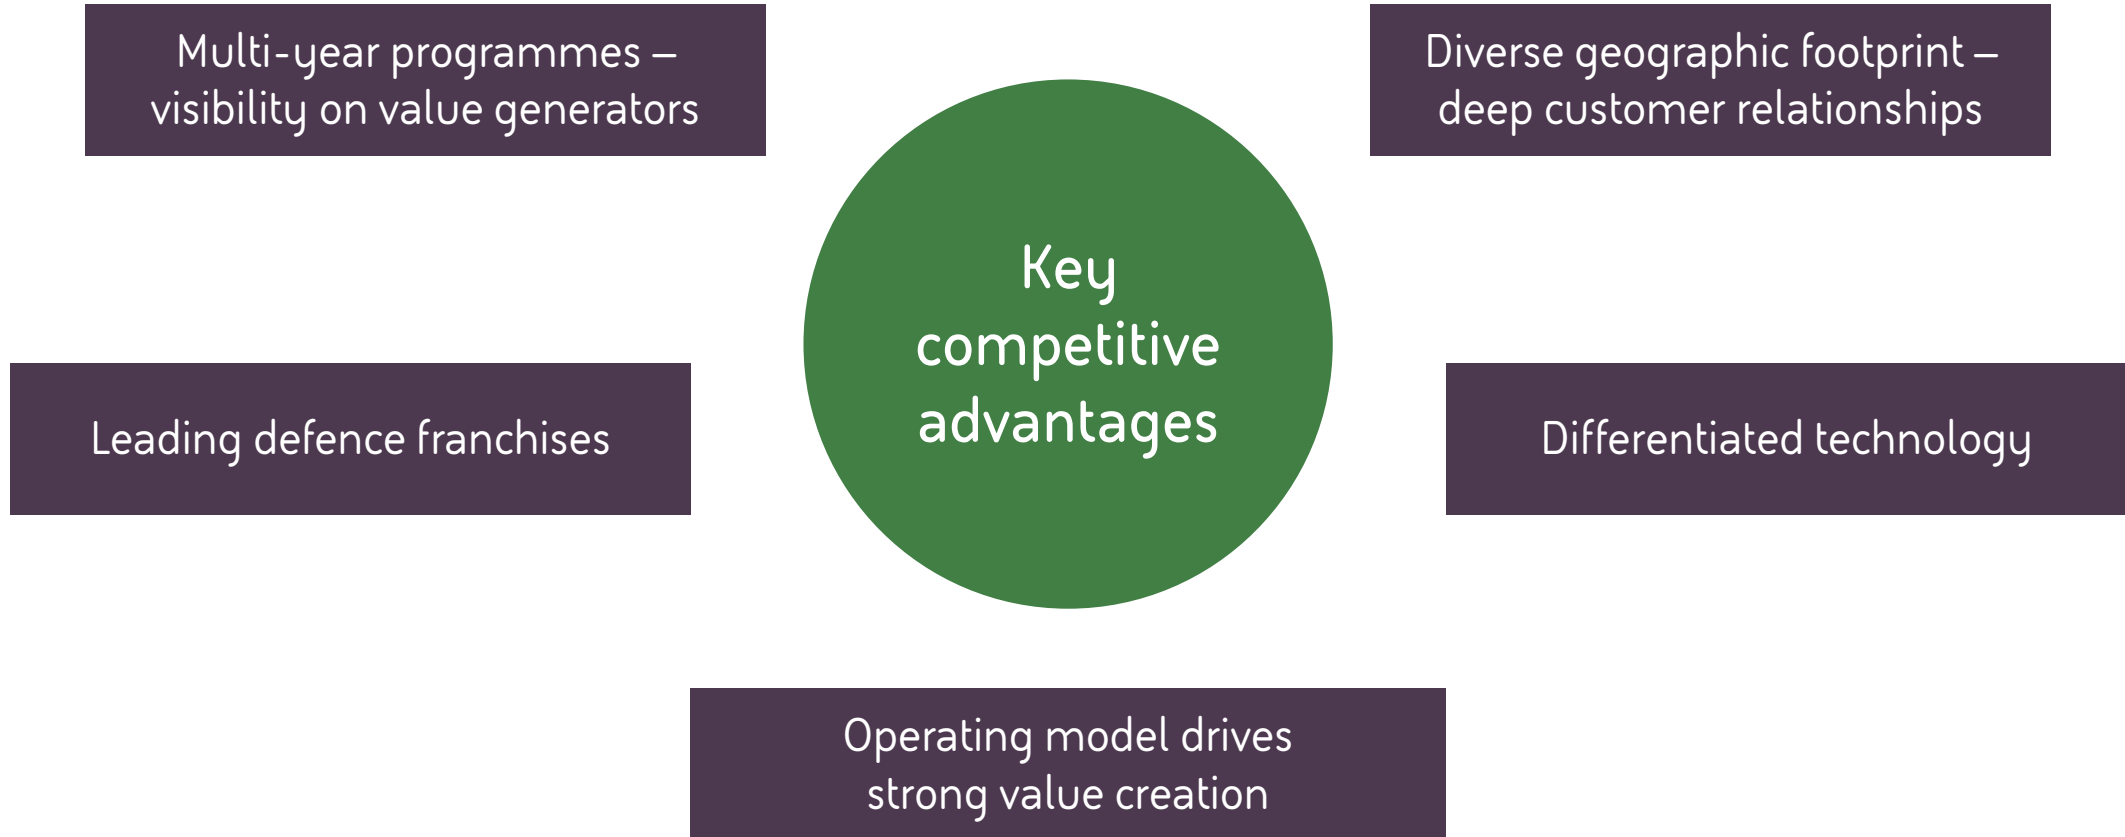 Multi-year programmes –
visibility on value generators
Diverse geographic footprint –
deep customer relationships
Key
competitive
advantages
Leading defence franchises
Differentiated technology
Operating model drives
strong value creation